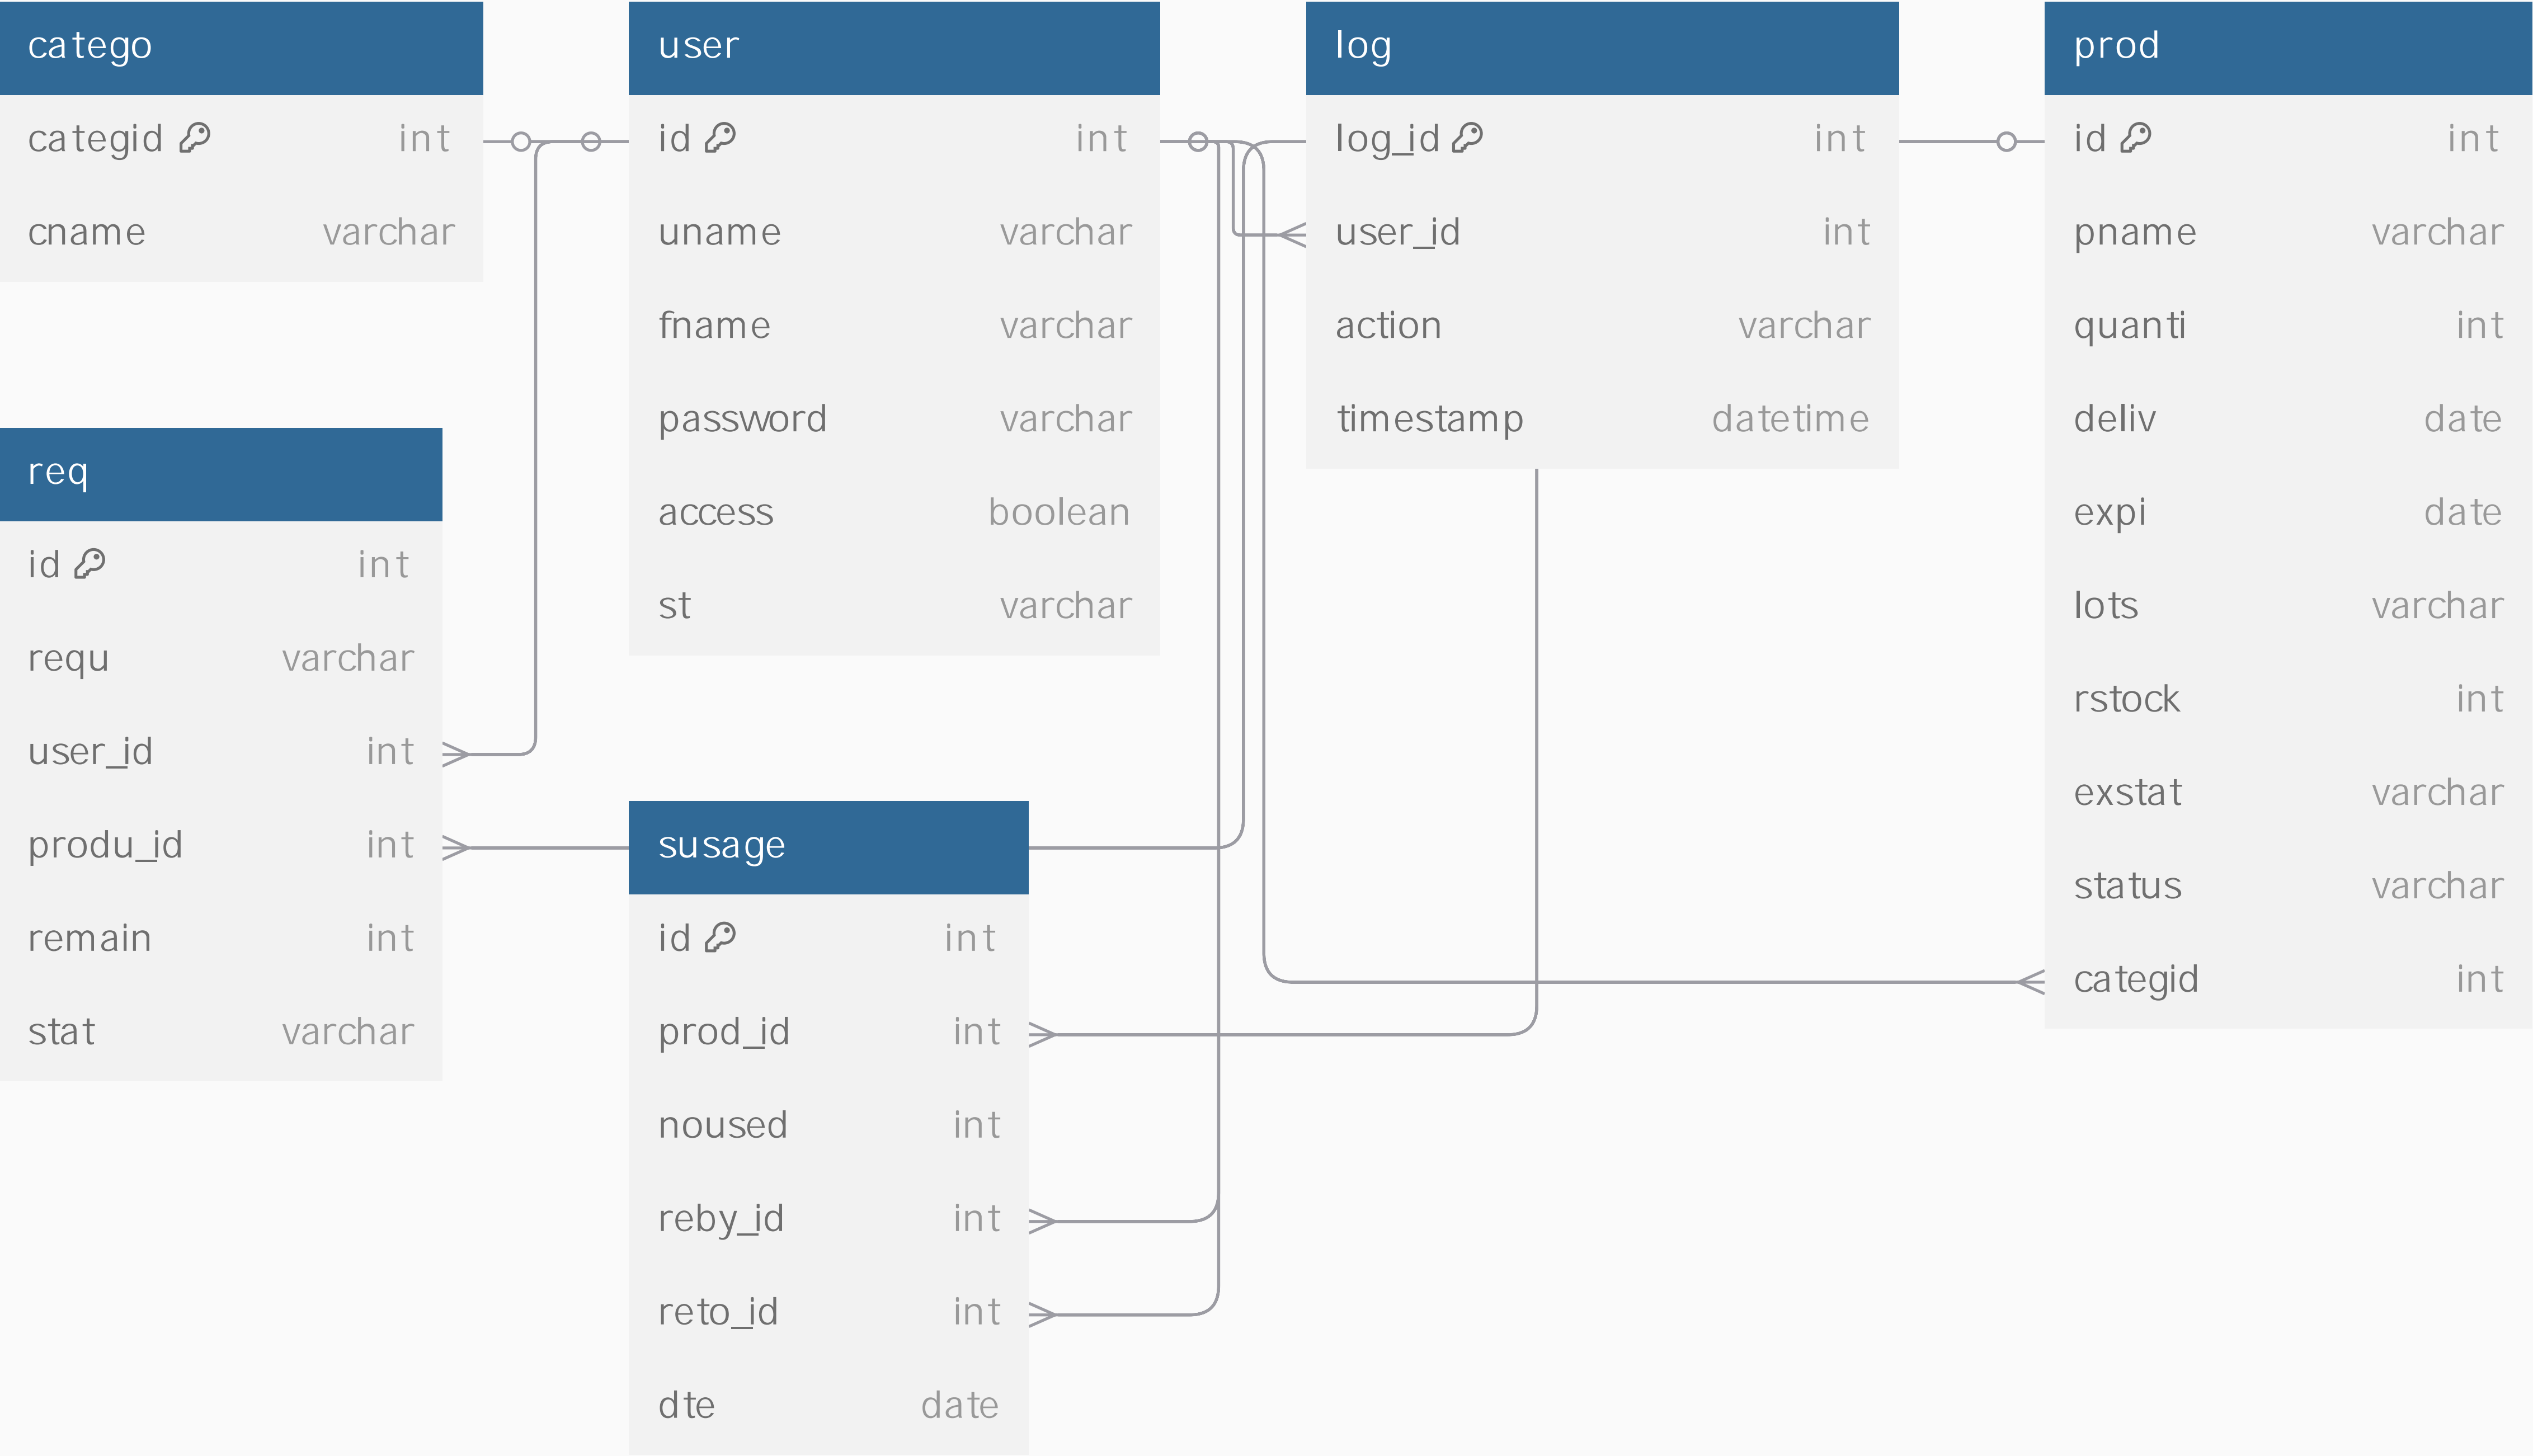 catego
categid int
cname varchar
user
id int
uname varchar
fname varchar
password varchar
access boolean
st varchar
log
log_id int
user_id int
action varchar
timestamp datetime
prod
id int
pname varchar
quanti int
deliv date
expi date
lots varchar
rstock int
exstat varchar
status varchar
categid int
req
id int
requ varchar
user_id int
produ_id int
remain int
stat varchar
susage
id int
prod_id int
noused int
reby_id int
reto_id int
dte date